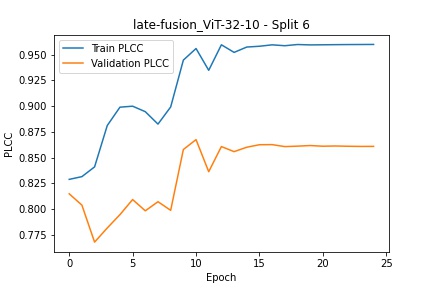 late-fusion_ViT-32-10 - Split 6
Train PLCC
Validation PLCC
PLCC
0.950
0.925
0.900
0.875
0.850
0.825
0.800
0.775
0
5
10
15
20
25
Epoch